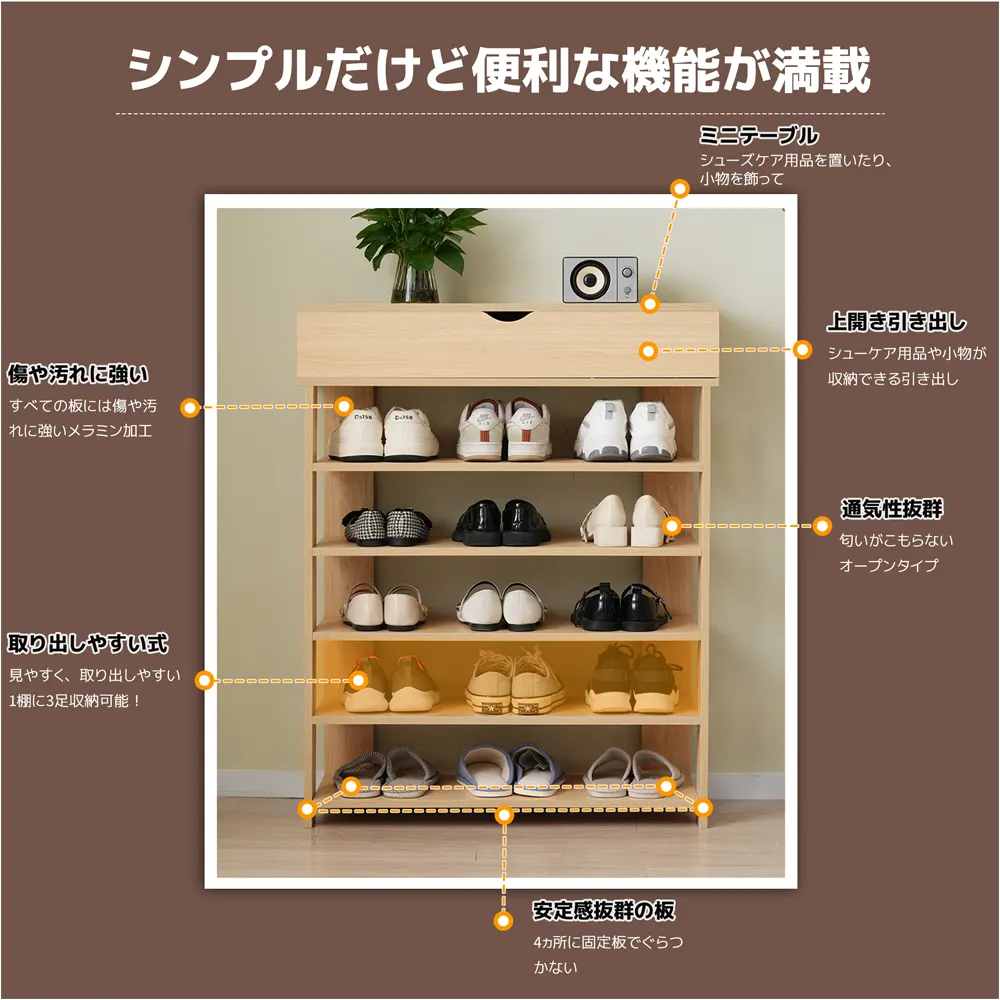 シンプルだけど便利な機能が満載
ミニテーブル
シューズケア用品を置いたり、
小物を飾って
上開き引き出し
シューケア用品や小物が
収納できる引き出し
傷や汚れに強い
すべての板には傷や汚
れに強いメラミン加工
通気性抜群
匂いがこもらない
オープンタイプ
取り出しやすい式
見やすく、取り出しやすい
1棚に3足収納可能！
安定感抜群の板
4ヵ所に固定板でぐらつ
かない